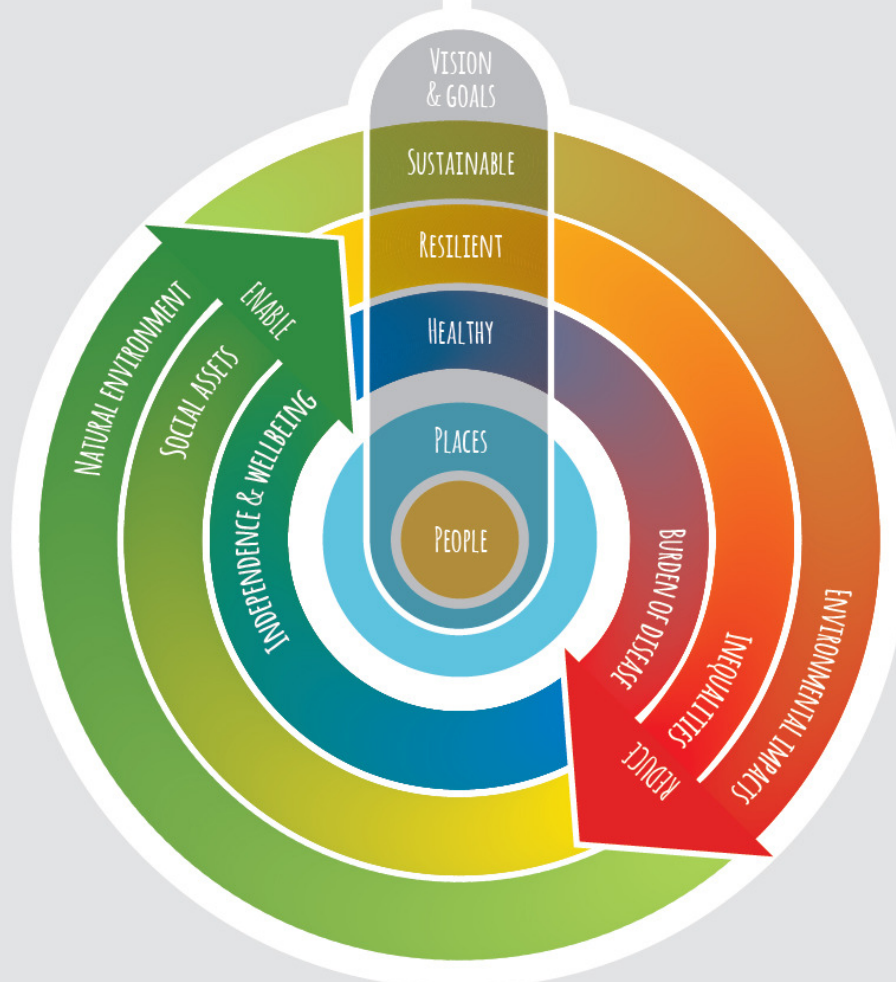 VISION
& GOALS
SUSTAINABLE
RESILIENT
HEALTHY
PLACES
PEOPLE
ENABLE
NATURAL ENVIRONMENT
SOCIAL ASSETS
INDEPENDENCE & WELLBEING
BURDEN OF DISEASE
INEQUALITIES
ENVIRONMENTAL IMPACTS
REDUCE